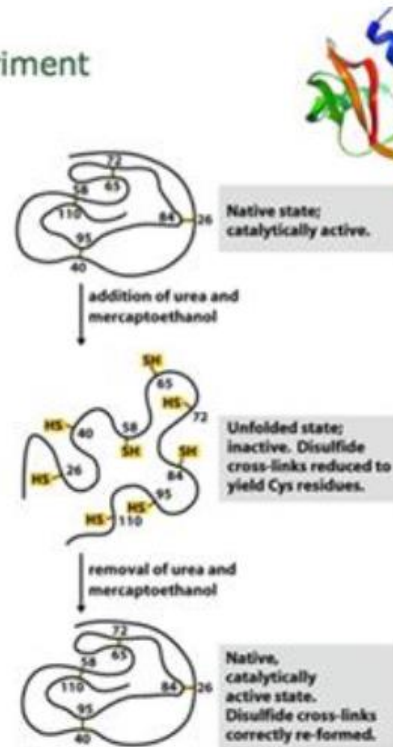 riment
72
58
65
110
84
26
95
40
Native state;
catalytically active.
addition of urea and
mercaptoethanol
SH
65
HS
72
HS
40
58
SH
SH
84
26
HS
95
HS
HS
110
Unfolded state;
inactive. Disulfide
cross-links reduced to
yield Cys residues.
removal of urea and
mercaptoethanol
72
58
65
110
84
26
95
40
Native,
catalytically
active state.
Disulfide cross-links
correctly re-formed.